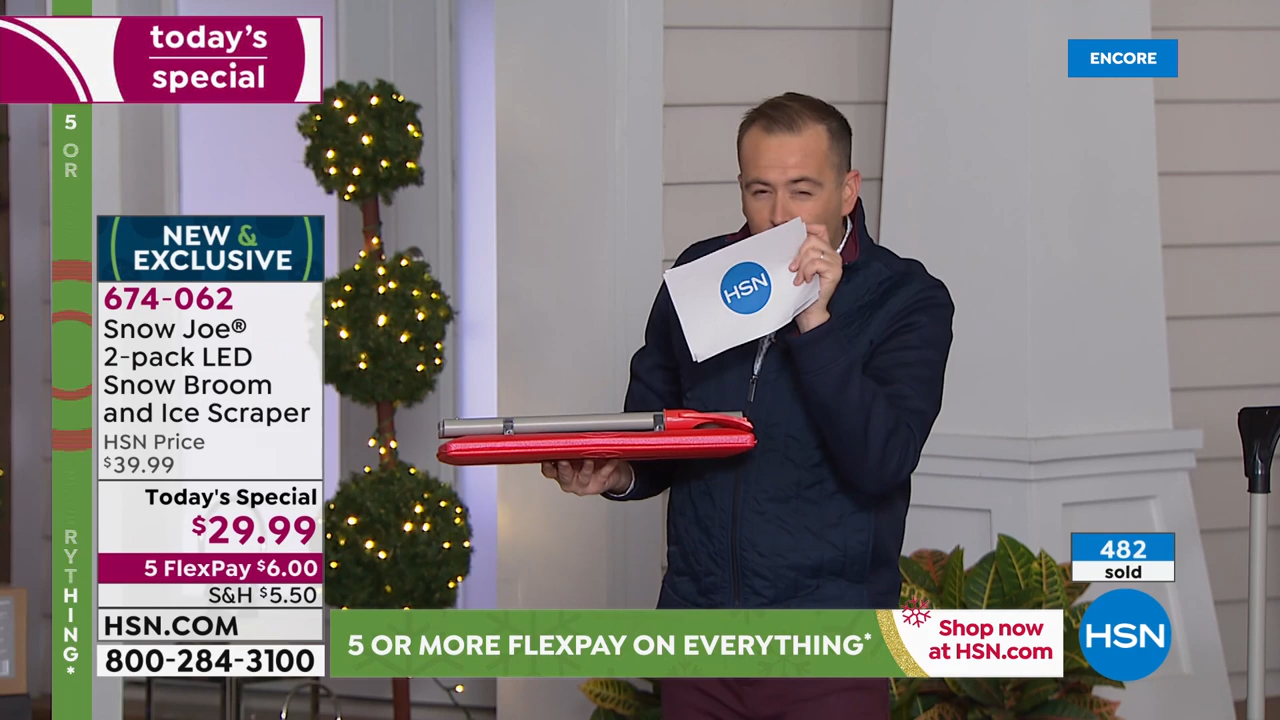 today's
special
ENCORE
5
OR
RYTHING*
NEW &
EXCLUSIVE
674-062
Snow Joe®
2-pack LED
Snow Broom
and Ice Scraper
HSN Price
$39.99
Today's Special
$29.99
5 FlexPay $6.00
S&H $5.50
HSN.COM
800-284-3100
HSN
482
sold
5 OR MORE FLEXPAY ON EVERYTHING*
Shop now
at HSN.com
HSN